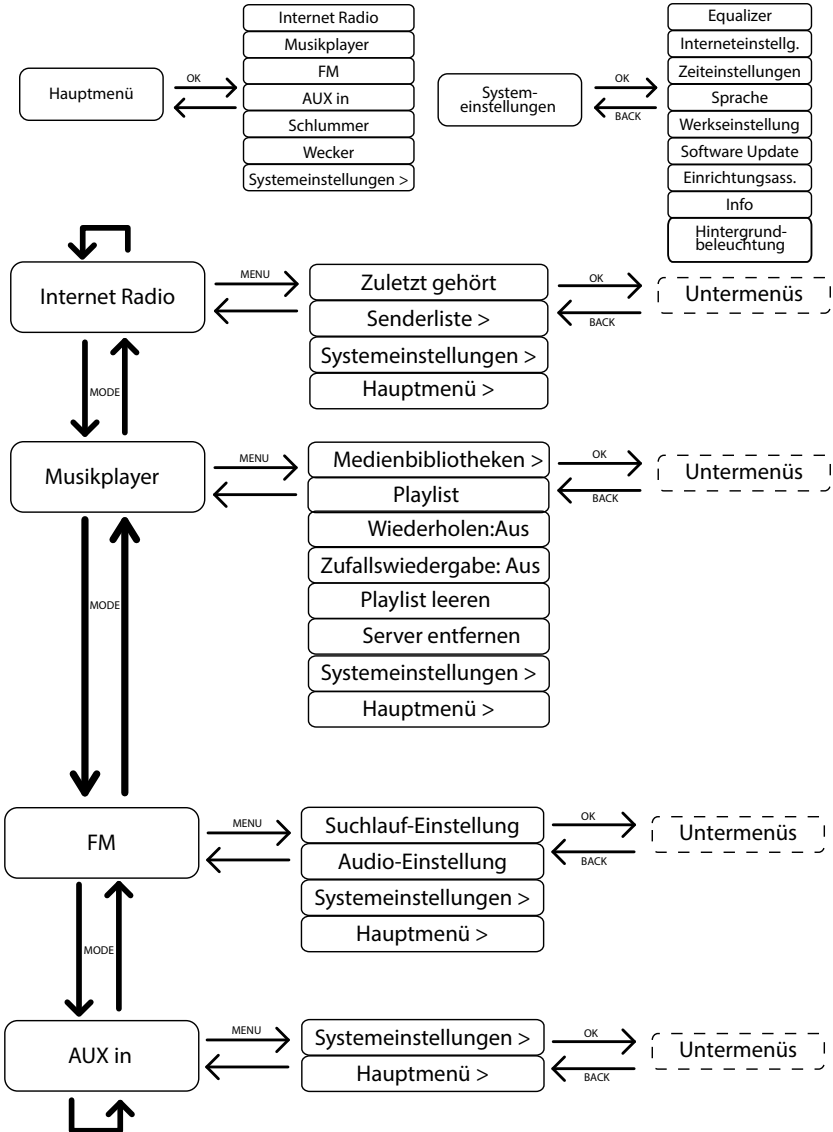 Hauptmenü
OK
Internet Radio
Musikplayer
FM
AUX in
Schlummer
Wecker
Systemeinstellungen >
System-
einstellungen
OK
BACK
Equalizer
Interneteinstellg.
Zeiteinstellungen
Sprache
Werkseinstellung
Software Update
Einrichtungsass.
Info
Hintergrund-
beleuchtung
Internet Radio
MENU
Zuletzt gehört
Senderliste >
Systemeinstellungen >
Hauptmenü >
OK
BACK
Untermenüs
MODE
Musikplayer
MENU
Medienbibliotheken >
Playlist
Wiederholen:Aus
Zufallswiedergabe: Aus
Playlist leeren
Server entfernen
Systemeinstellungen >
Hauptmenü >
OK
BACK
Untermenüs
MODE
FM
MENU
Suchlauf-Einstellung
Audio-Einstellung
Systemeinstellungen >
Hauptmenü >
OK
BACK
Untermenüs
MODE
AUX in
MENU
Systemeinstellungen >
Hauptmenü >
OK
BACK
Untermenüs